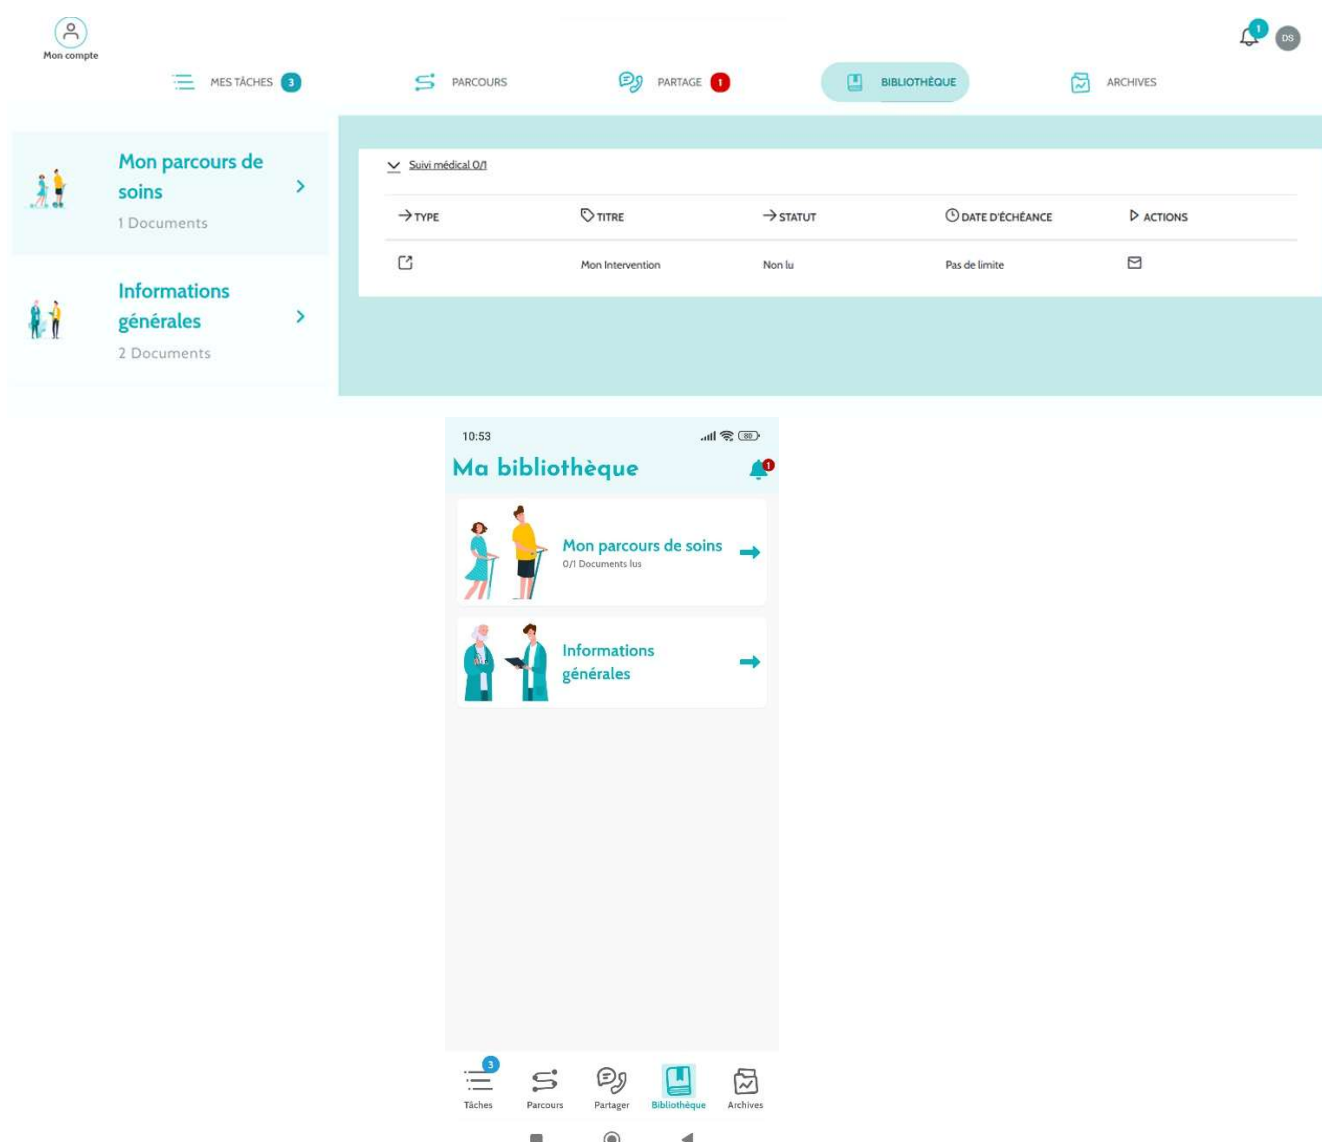 1
DS
Mon compte
MES TÂCHES 3
PARCOURS
PARTAGE 1
BIBLIOTHÈQUE
ARCHIVES
Mon parcours de
soins
1 Documents
Informations
générales
2 Documents
Suivi médical 0/1
TYPE TITRE STATUT DATE D'ÉCHÉANCE ACTIONS
Mon Intervention Non lu Pas de limite
10:53 80
Ma bibliothèque 1
Mon parcours de soins
0/1 Documents lus
Informations
générales
3
Tâches Parcours Partager Bibliothèque Archives